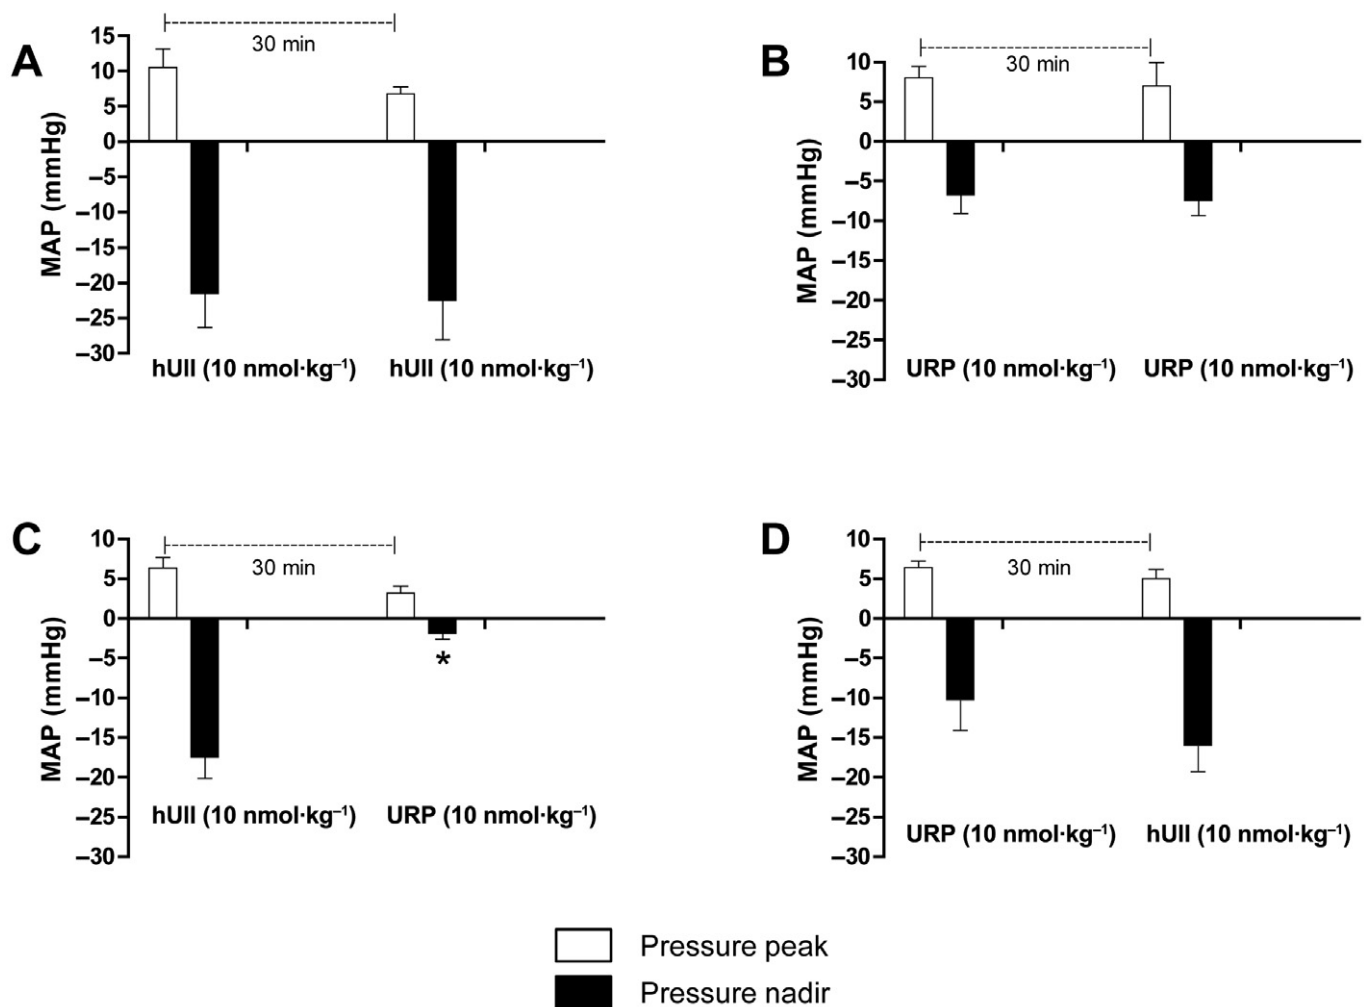 A
MAP (mmHg)
15
10
5
0
–5
–10
–15
–20
–25
–30
30 min
hUII (10 nmol·kg⁻¹) hUII (10 nmol·kg⁻¹)
B
MAP (mmHg)
10
5
0
–5
–10
–15
–20
–25
–30
30 min
URP (10 nmol·kg⁻¹) URP (10 nmol·kg⁻¹)
C
MAP (mmHg)
10
5
0
–5
–10
–15
–20
–25
–30
30 min
*
hUII (10 nmol·kg⁻¹) URP (10 nmol·kg⁻¹)
D
MAP (mmHg)
10
5
0
–5
–10
–15
–20
–25
–30
30 min
URP (10 nmol·kg⁻¹) hUII (10 nmol·kg⁻¹)
Pressure peak
Pressure nadir